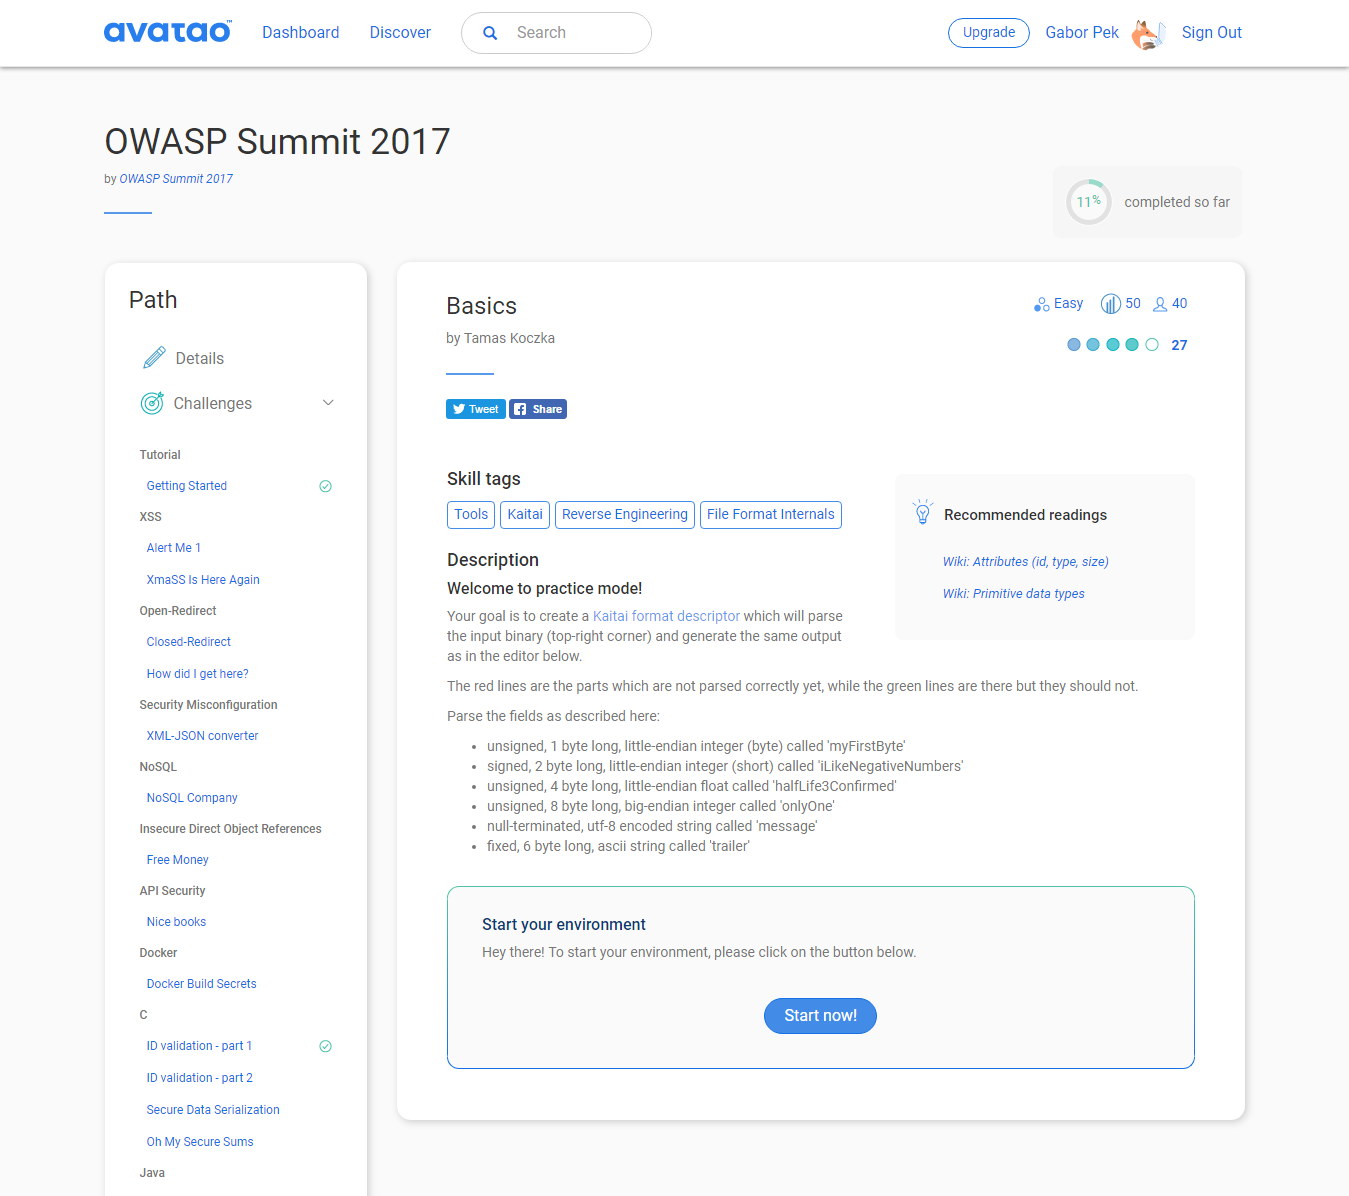 avatao™ Dashboard Discover Search Upgrade Gabor Pek Sign Out
OWASP Summit 2017
by OWASP Summit 2017
11% completed so far
Path
Details
Challenges
Tutorial
Getting Started
XSS
Alert Me 1
XmaSS Is Here Again
Open-Redirect
Closed-Redirect
How did I get here?
Security Misconfiguration
XML-JSON converter
NoSQL
NoSQL Company
Insecure Direct Object References
Free Money
API Security
Nice books
Docker
Docker Build Secrets
C
ID validation - part 1
ID validation - part 2
Secure Data Serialization
Oh My Secure Sums
Java
Basics
by Tamas Koczka
Easy 50 40
27
Tweet Share
Skill tags
Tools Kaitai Reverse Engineering File Format Internals
Recommended readings
Wiki: Attributes (id, type, size)
Wiki: Primitive data types
Description
Welcome to practice mode!
Your goal is to create a Kaitai format descriptor which will parse
the input binary (top-right corner) and generate the same output
as in the editor below.
The red lines are the parts which are not parsed correctly yet, while the green lines are there but they should not.
Parse the fields as described here:
• unsigned, 1 byte long, little-endian integer (byte) called 'myFirstByte'
• signed, 2 byte long, little-endian integer (short) called 'iLikeNegativeNumbers'
• unsigned, 4 byte long, little-endian float called 'halfLife3Confirmed'
• unsigned, 8 byte long, big-endian integer called 'onlyOne'
• null-terminated, utf-8 encoded string called 'message'
• fixed, 6 byte long, ascii string called 'trailer'
Start your environment
Hey there! To start your environment, please click on the button below.
Start now!